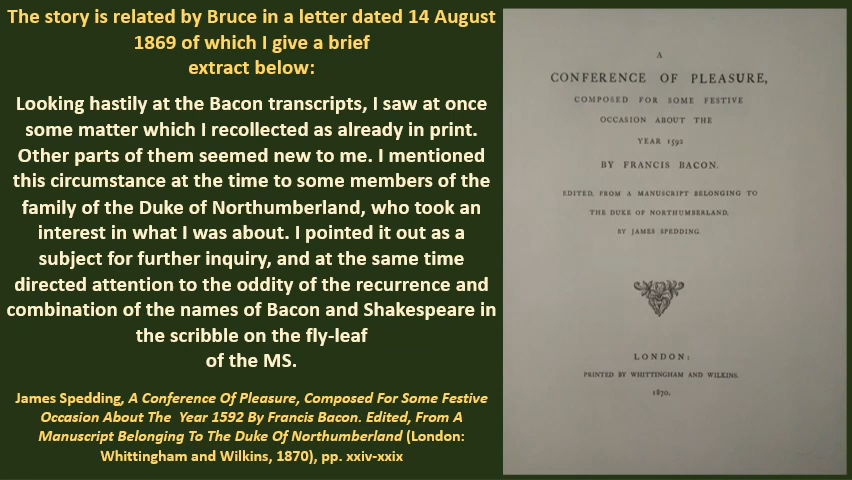 The story is related by Bruce in a letter dated 14 August
1869 of which I give a brief
extract below:
Looking hastily at the Bacon transcripts, I saw at once
some matter which I recollected as already in print.
Other parts of them seemed new to me. I mentioned
this circumstance at the time to some members of the
family of the Duke of Northumberland, who took an
interest in what I was about. I pointed it out as a
subject for further inquiry, and at the same time
directed attention to the oddity of the recurrence and
combination of the names of Bacon and Shakespeare in
the scribble on the fly-leaf
of the MS.
James Spedding, A Conference Of Pleasure, Composed For Some Festive
Occasion About The Year 1592 By Francis Bacon. Edited, From A
Manuscript Belonging To The Duke Of Northumberland (London:
Whittingham and Wilkins, 1870), pp. xxiv-xxix
A
CONFERENCE OF PLEASURE,
COMPOSED FOR SOME FESTIVE
OCCASION ABOUT THE
YEAR 1592
BY FRANCIS BACON.
EDITED, FROM A MANUSCRIPT BELONGING TO
THE DUKE OF NORTHUMBERLAND,
BY JAMES SPEDDING.
LONDON:
PRINTED BY WHITTINGHAM AND WILKINS.
1870.